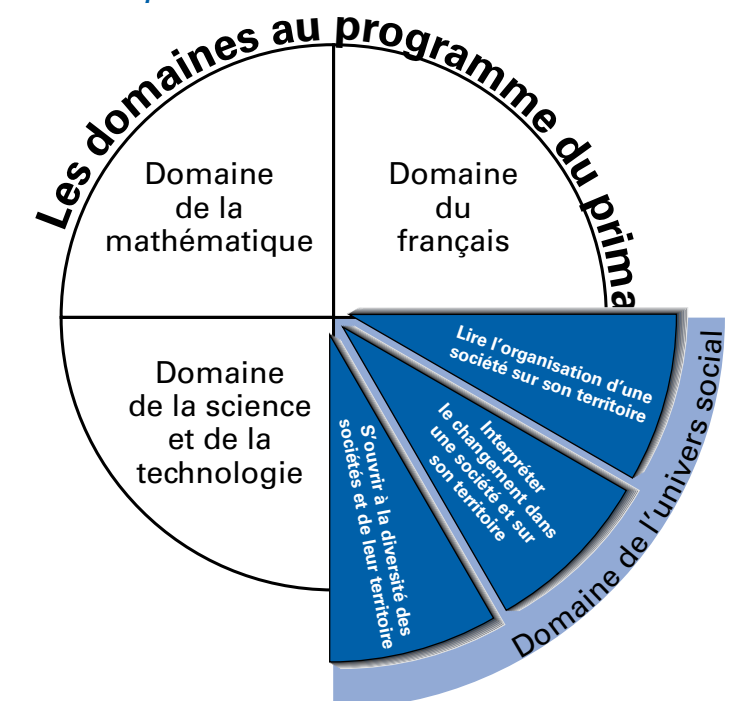 Les domaines au programme du prima
Domaine
de la
mathématique
Domaine
du
français
Domaine
de la science
et de la
technologie
Lire l'organisation d'une
société sur son territoire
Interpréter
le changement dans
une société et sur
son territoire
S'ouvrir à la diversité des
sociétés et de leur territoire
Domaine de l'univers social